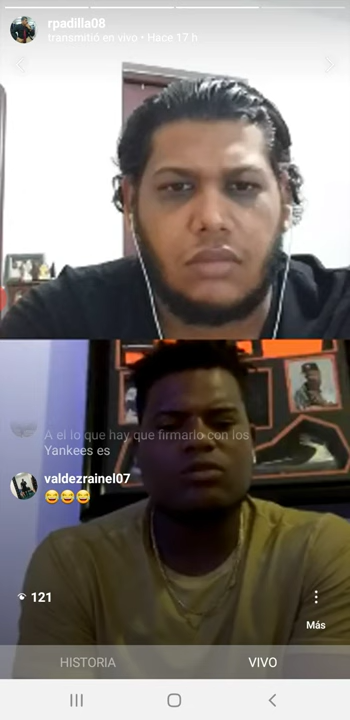 rpadilla08
transmitió en vivo • Hace 17 h
A el lo que hay que firmarlo con los
Yankees es
valdezrainel07
😂😂😂
121
Más
HISTORIA
VIVO